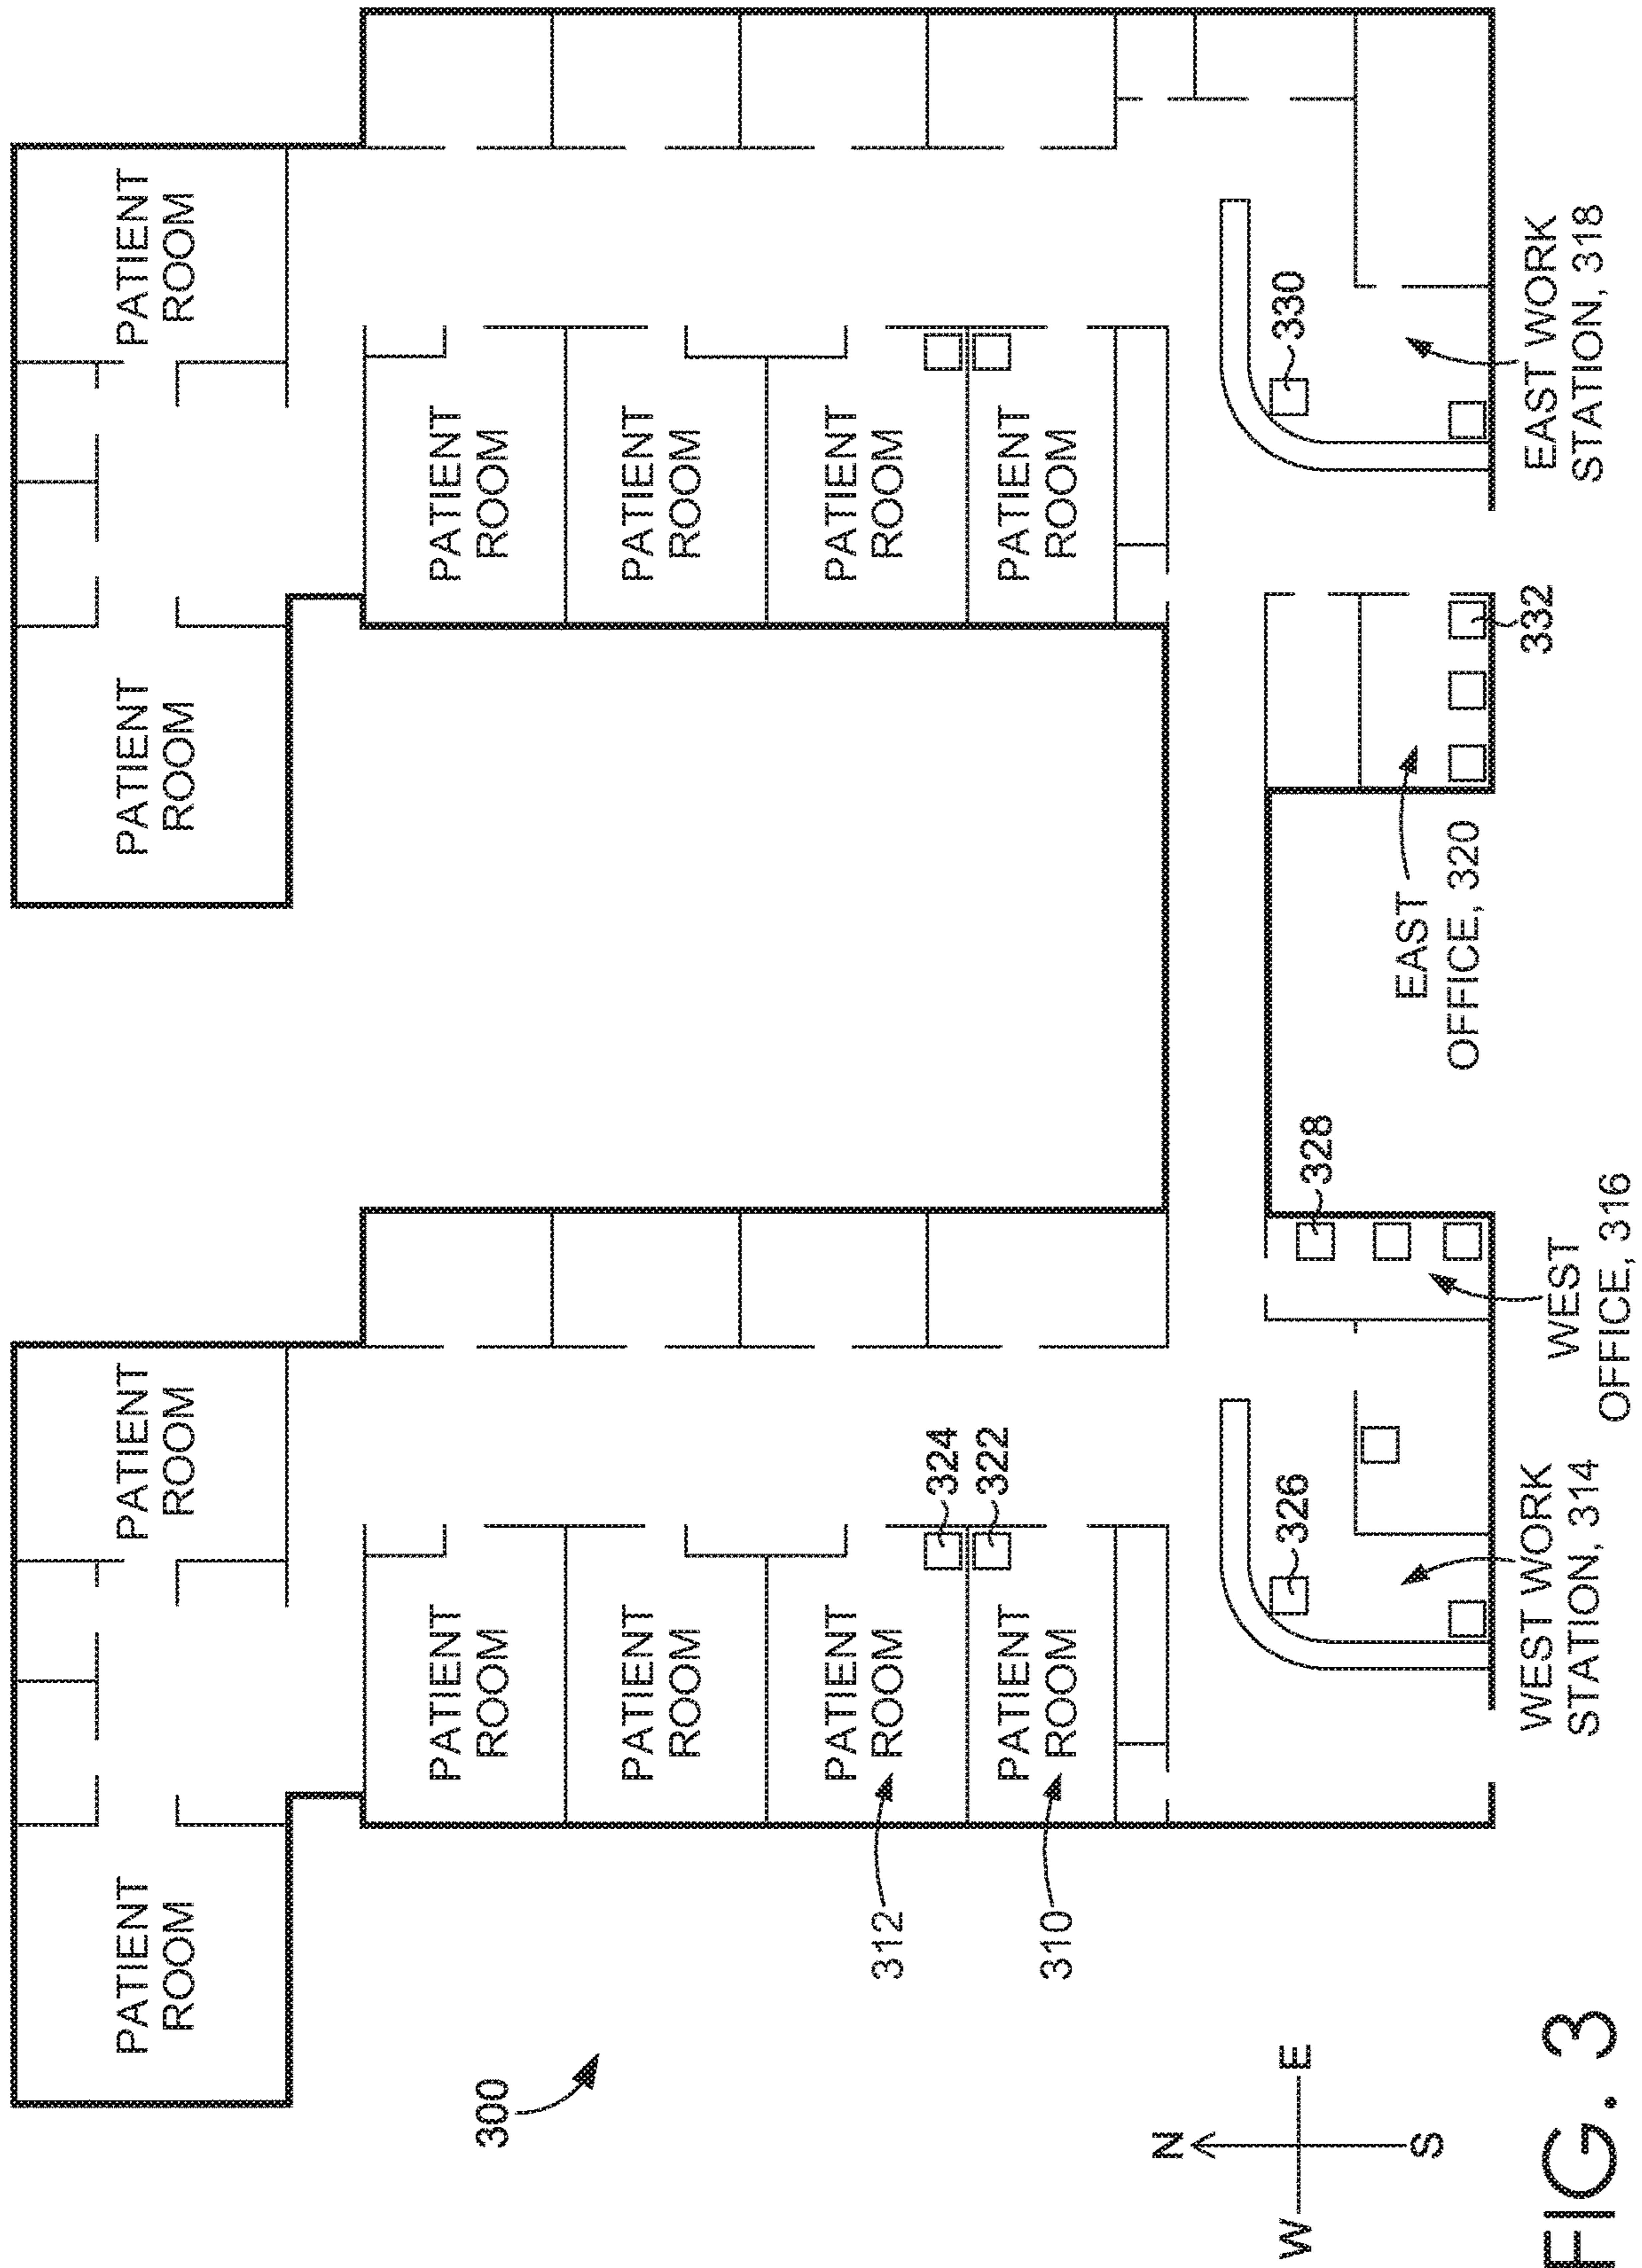 PATIENT
ROOM
PATIENT
ROOM
PATIENT
ROOM
PATIENT
ROOM
300
PATIENT
ROOM
PATIENT
ROOM
PATIENT
ROOM
PATIENT
ROOM
312
PATIENT
ROOM
324
PATIENT
ROOM
310
PATIENT
ROOM
322
PATIENT
ROOM
N
W
E
S
326
328
330
EAST
OFFICE, 320
332
WEST WORK
STATION, 314
WEST
OFFICE, 316
EAST WORK
STATION, 318
FIG. 3